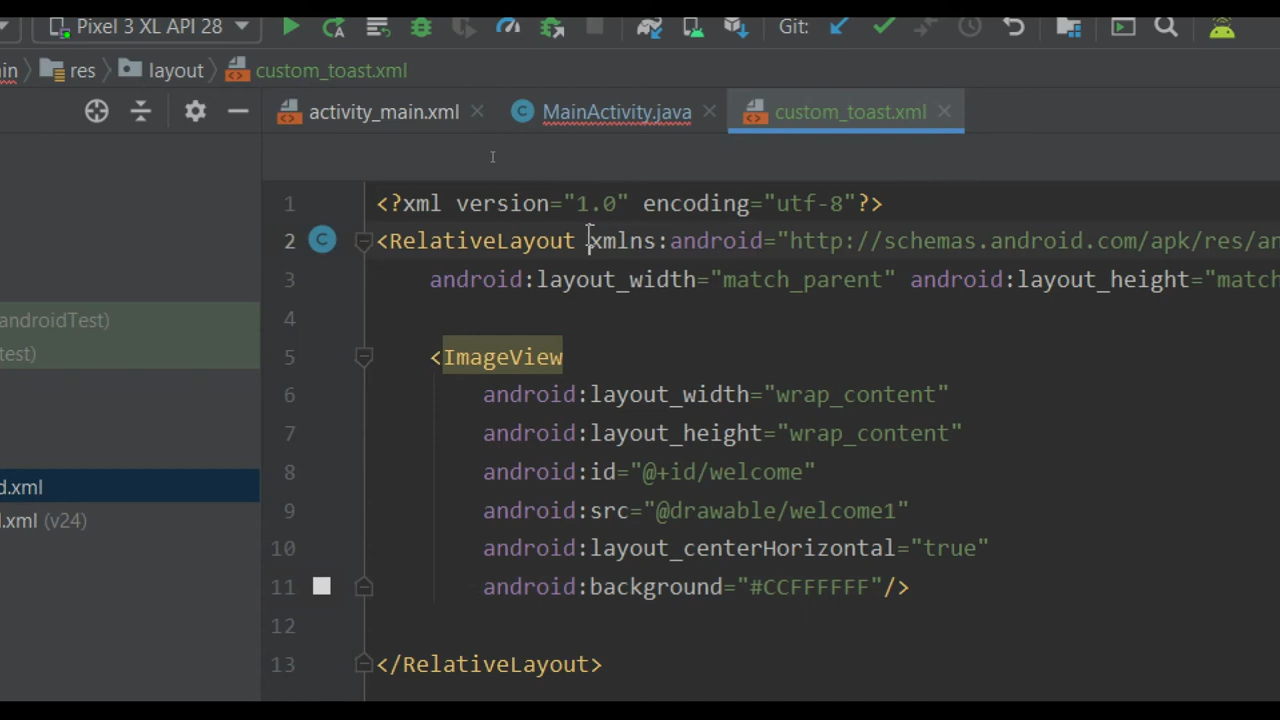 Pixel 3 XL API 28 Git:
in res layout custom_toast.xml
activity_main.xml MainActivity.java custom_toast.xml
1 <?xml version="1.0" encoding="utf-8"?>
2 <RelativeLayout xmlns:android="http://schemas.android.com/apk/res/an
3 android:layout_width="match_parent" android:layout_height="match
androidTest)
4
test)
5 <ImageView
6 android:layout_width="wrap_content"
7 android:layout_height="wrap_content"
8 android:id="@+id/welcome"
d.xml
9 android:src="@drawable/welcome1"
d.xml (v24)
10 android:layout_centerHorizontal="true"
11 android:background="#CCFFFFFF"/>
12
13 </RelativeLayout>